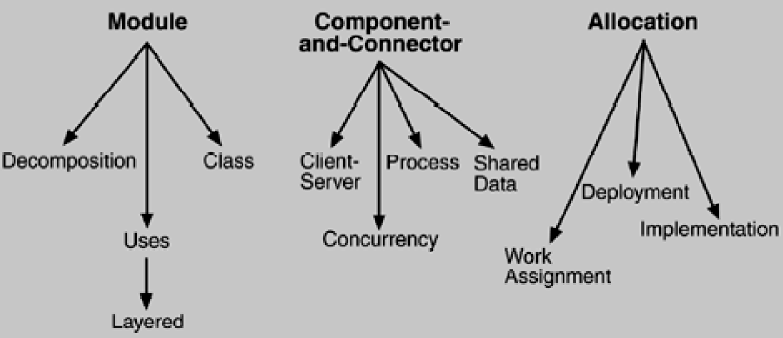 Module
Component-
and-Connector
Allocation
Decomposition
Class
Client-
Server
Process
Shared
Data
Deployment
Implementation
Uses
Concurrency
Work
Assignment
Layered